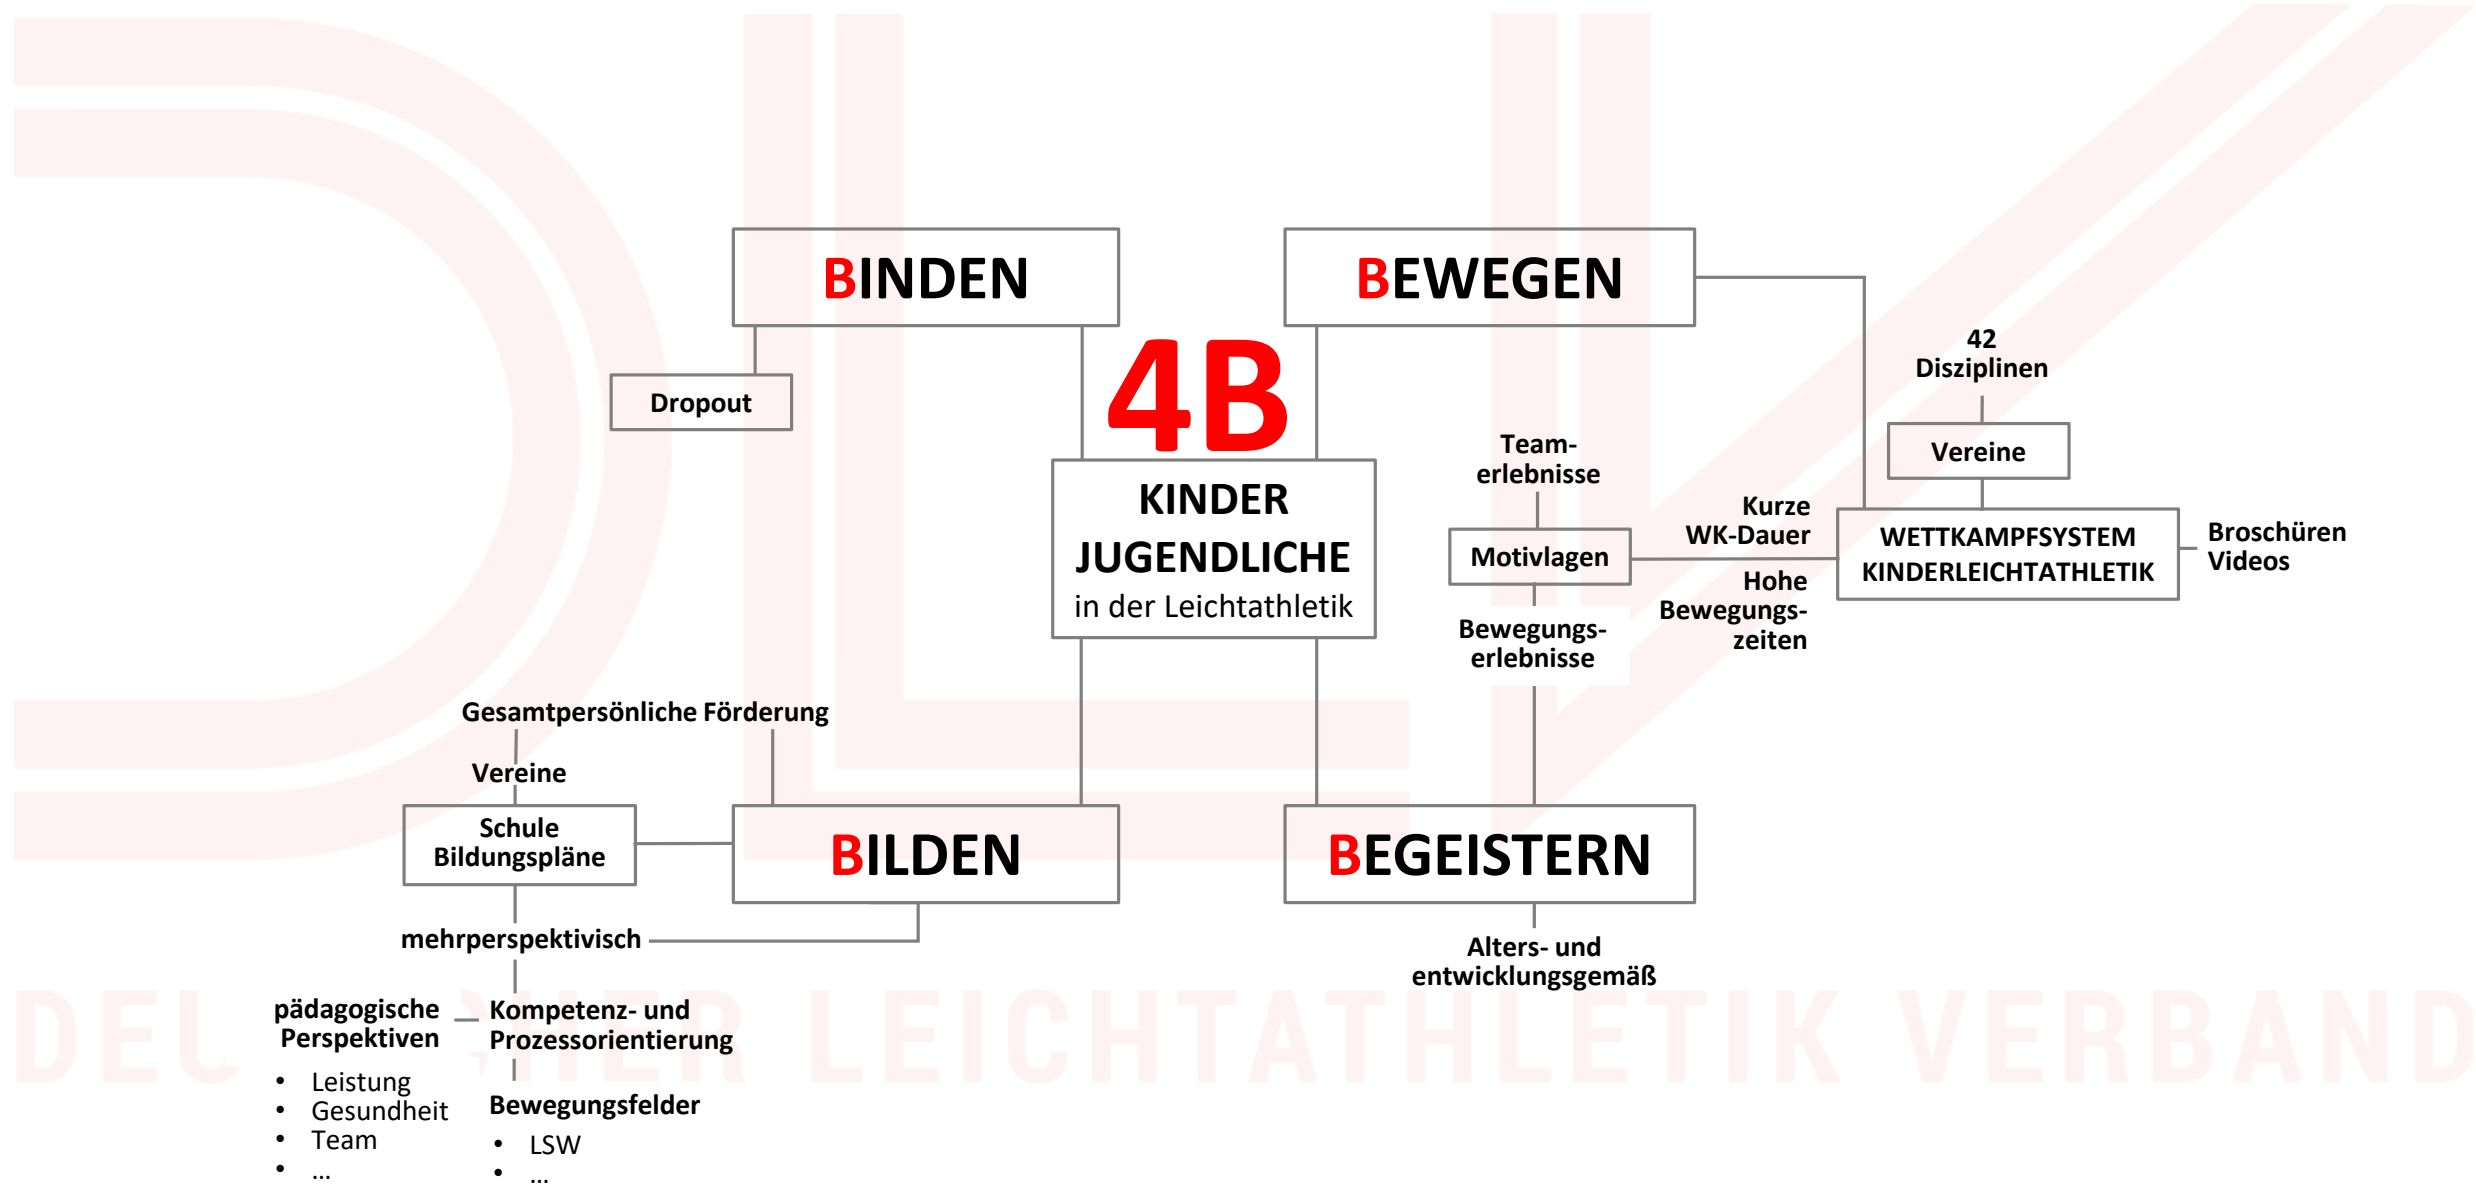 BINDEN
BEWEGEN
4B
Dropout
KINDER
JUGENDLICHE
in der Leichtathletik
42
Disziplinen
Vereine
Team-
erlebnisse
Motivlagen
Bewegungs-
erlebnisse
Kurze
WK-Dauer
Hohe
Bewegungs-
zeiten
WETTKAMPFSYSTEM
KINDERLEICHTATHLETIK
Broschüren
Videos
Gesamtpersönliche Förderung
Vereine
Schule
Bildungspläne
BILDEN
BEGEISTERN
mehrperspektivisch
Alters- und
entwicklungsgemäß
pädagogische
Perspektiven
• Leistung
• Gesundheit
• Team
• ...
Kompetenz- und
Prozessorientierung
Bewegungsfelder
• LSW
• ...
DLV
LEICHTATHLETIK VERBAND